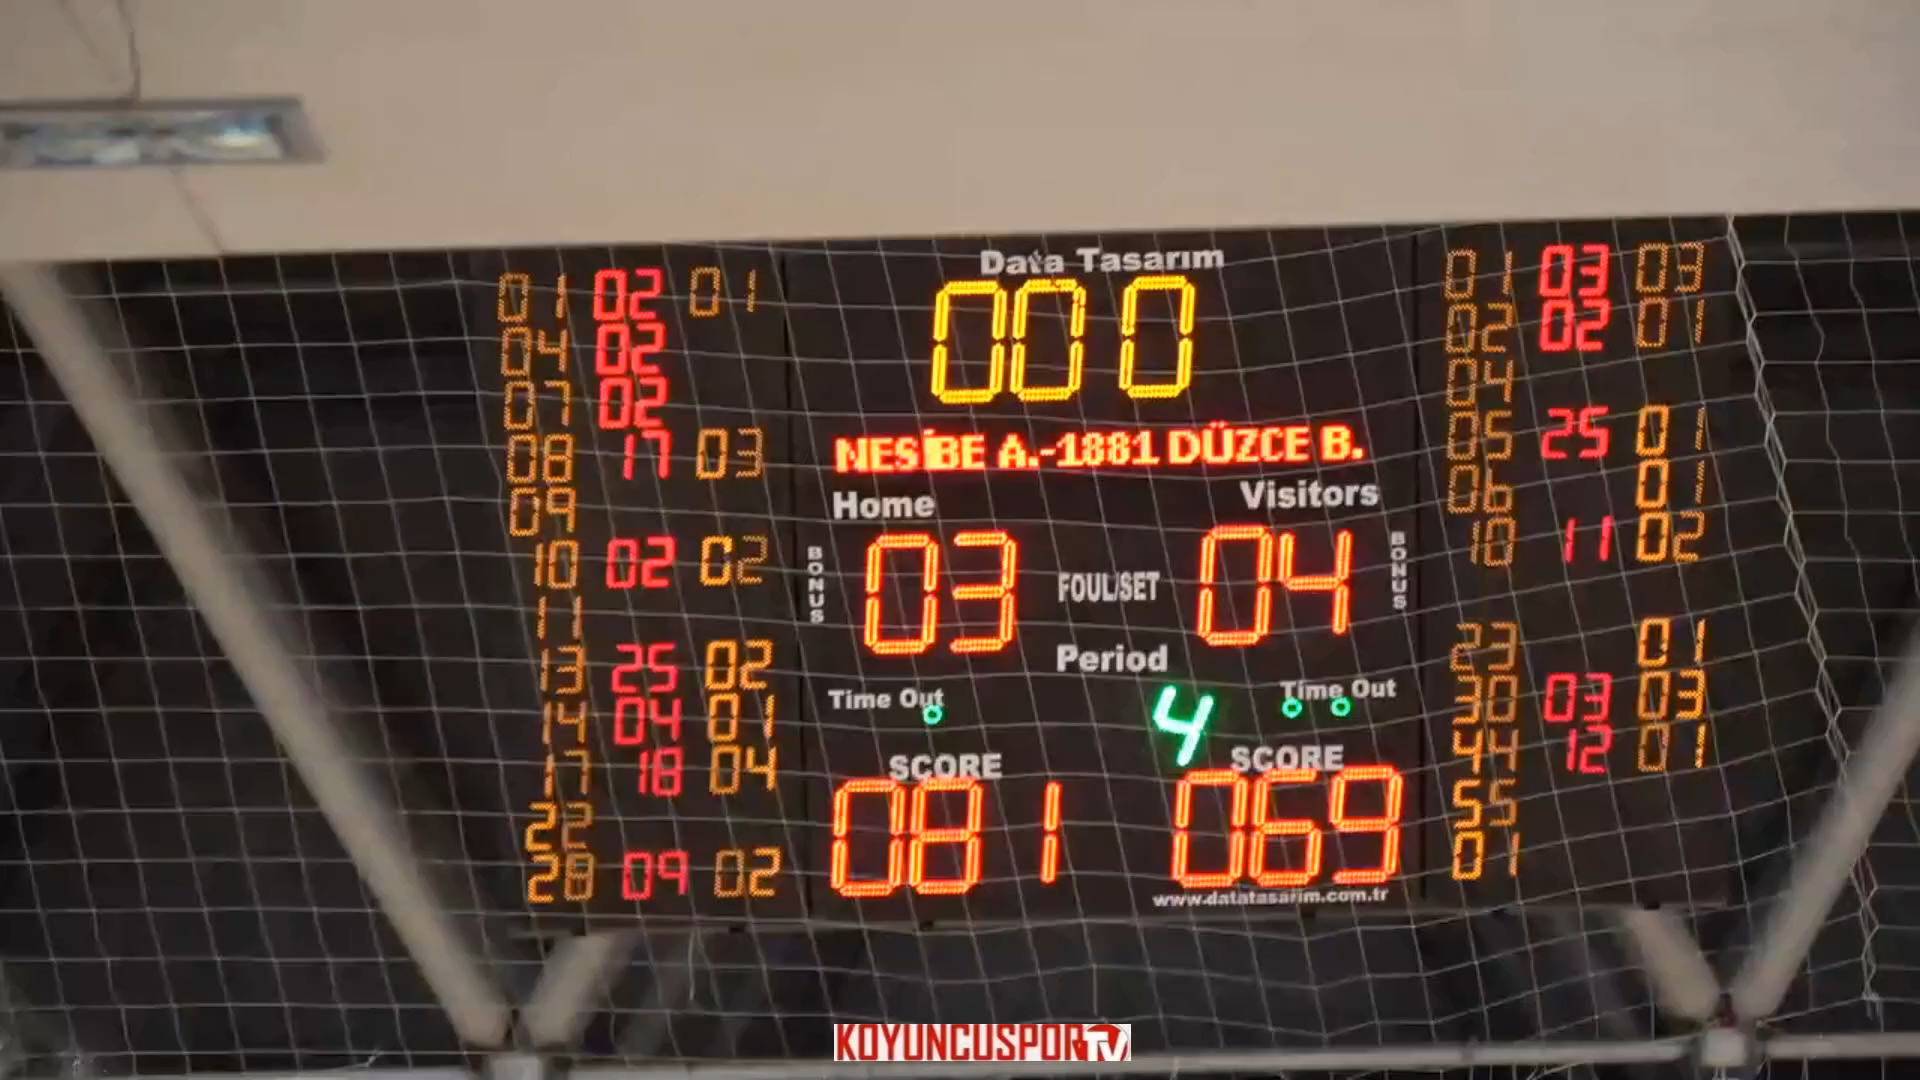 Data Tasarım
000 0
NESİBE A.-1881 DÜZCE B.
Home
Visitors
BONUS
03
FOUL/SET
04
BONUS
Period
Time Out
4
Time Out
SCORE
SCORE
081
069
www.datatasarim.com.tr
01 02 01
04 02
07 02
08 17 03
09
10 02 02
11
13 25 02
14 04 01
17 18 04
22
28 09 02
01 03 03
02 02 01
04
05 25 01
06 01
10 11 02
23 01
30 03 03
44 12 01
55
01
KOYUNCUSPOR TV